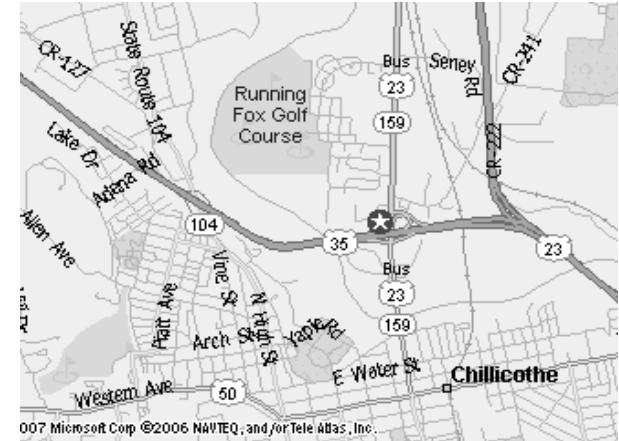 CR-127
State Route 104
Bus
23
159
Seney
Rd
CR-241
Running
Fox Golf
Course
CR-222
Lake Dr
Adena Rd
Allen Ave
104
35
23
Vine St
N High St
Platt Ave
Bus
23
159
Arch St
Yaple Rd
E Water St
Chillicothe
Western Ave
50
007 Microsoft Corp ©2006 NAVTEQ, and/or Tele Atlas, Inc.